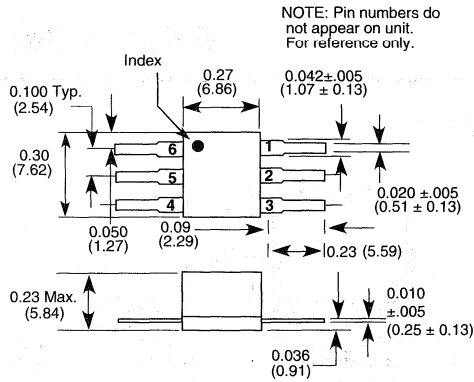 NOTE: Pin numbers do
not appear on unit.
For reference only.
Index
0.27
(6.86)
0.042±.005
(1.07 ± 0.13)
0.100 Typ.
(2.54)
0.30
(7.62)
6
1
5
2
4
3
0.020 ±.005
(0.51 ± 0.13)
0.050
(1.27)
0.09
(2.29)
0.23 (5.59)
0.23 Max.
(5.84)
0.010
±.005
(0.25 ± 0.13)
0.036
(0.91)